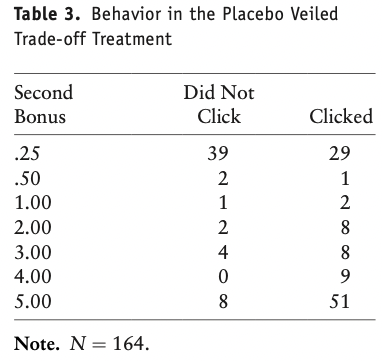 Table 3. Behavior in the Placebo Veiled
Trade-off Treatment
Second Bonus Did Not Click Clicked
.25 39 29
.50 2 1
1.00 1 2
2.00 2 8
3.00 4 8
4.00 0 9
5.00 8 51
Note. N = 164.